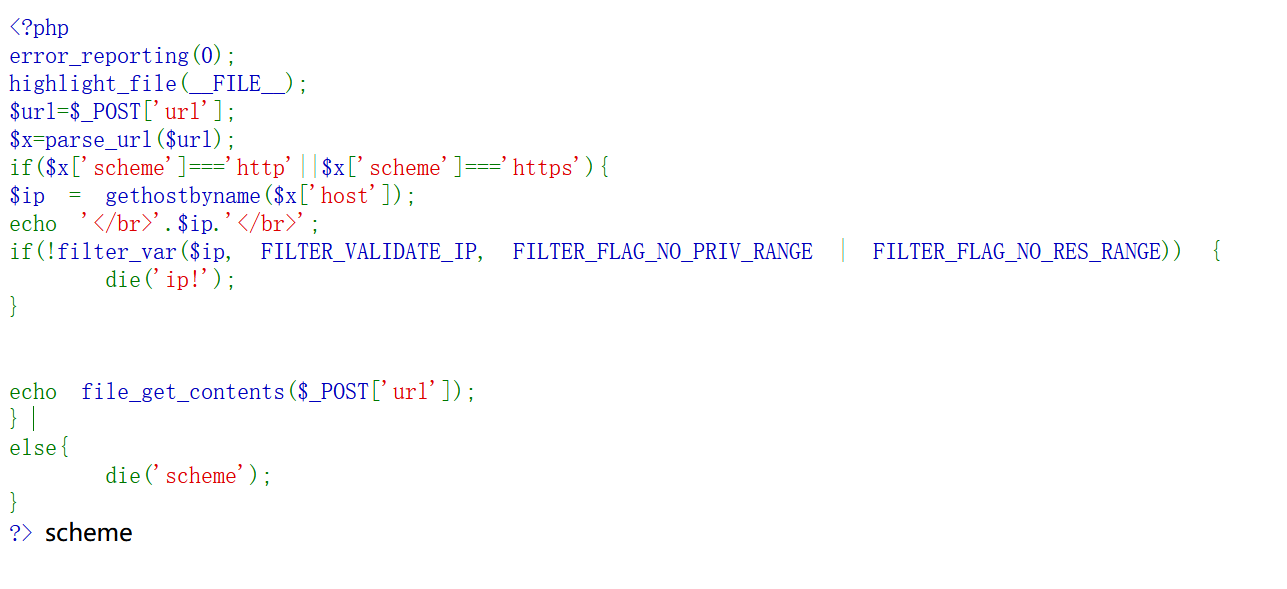 <?php
error_reporting(0);
highlight_file(__FILE__);
$url=$_POST['url'];
$x=parse_url($url);
if($x['scheme']==='http'||$x['scheme']==='https'){
$ip = gethostbyname($x['host']);
echo '</br>'.$ip.'</br>';
if(!filter_var($ip, FILTER_VALIDATE_IP, FILTER_FLAG_NO_PRIV_RANGE | FILTER_FLAG_NO_RES_RANGE)) {
        die('ip!');
}
echo file_get_contents($_POST['url']);
}
else{
        die('scheme');
}
?> scheme